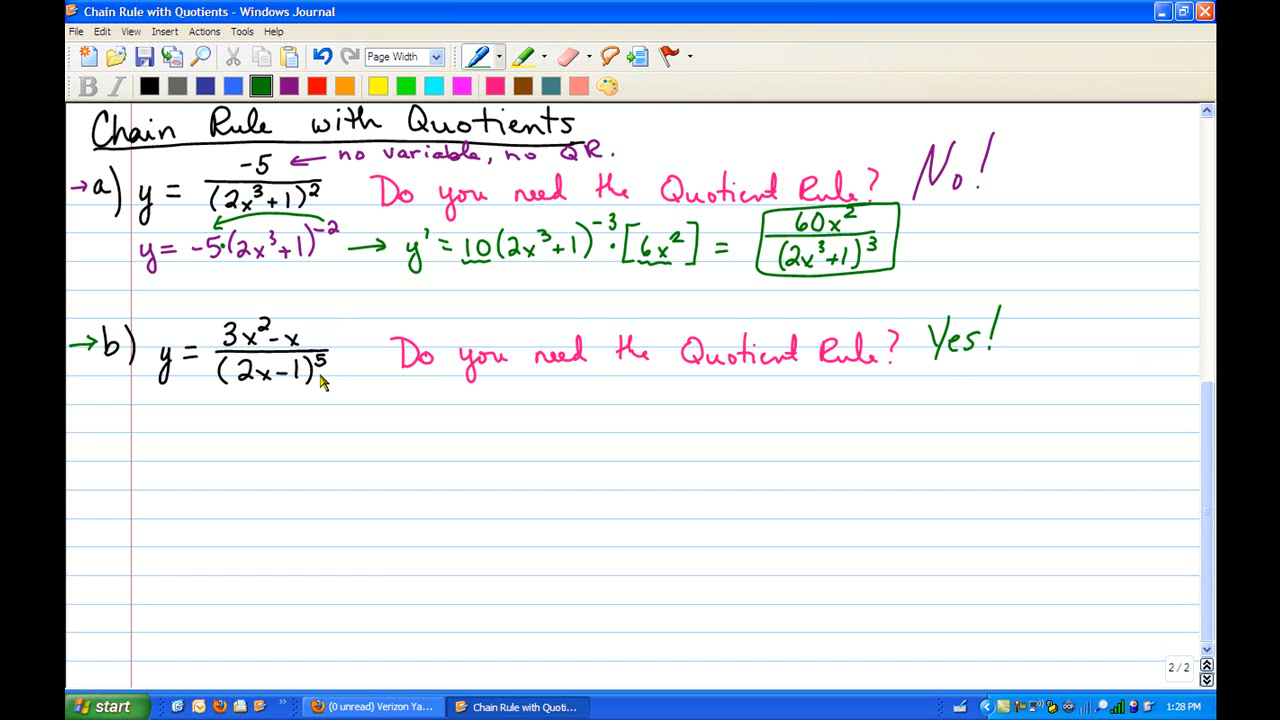 Chain Rule with Quotients - Windows Journal
File Edit View Insert Actions Tools Help
Page Width
B I
Chain Rule with Quotients
→ a) y = -5/(2x³+1)² ← no variable, no QR. Do you need the Quotient Rule? No!
y = -5·(2x³+1)⁻² → y' = 10(2x³+1)⁻³·[6x²] = 60x²/(2x³+1)³
→ b) y = 3x²-x/(2x-1)⁵ Do you need the Quotient Rule? Yes!
2 / 2
start (0 unread) Verizon Ya... Chain Rule with Quoti... 1:28 PM